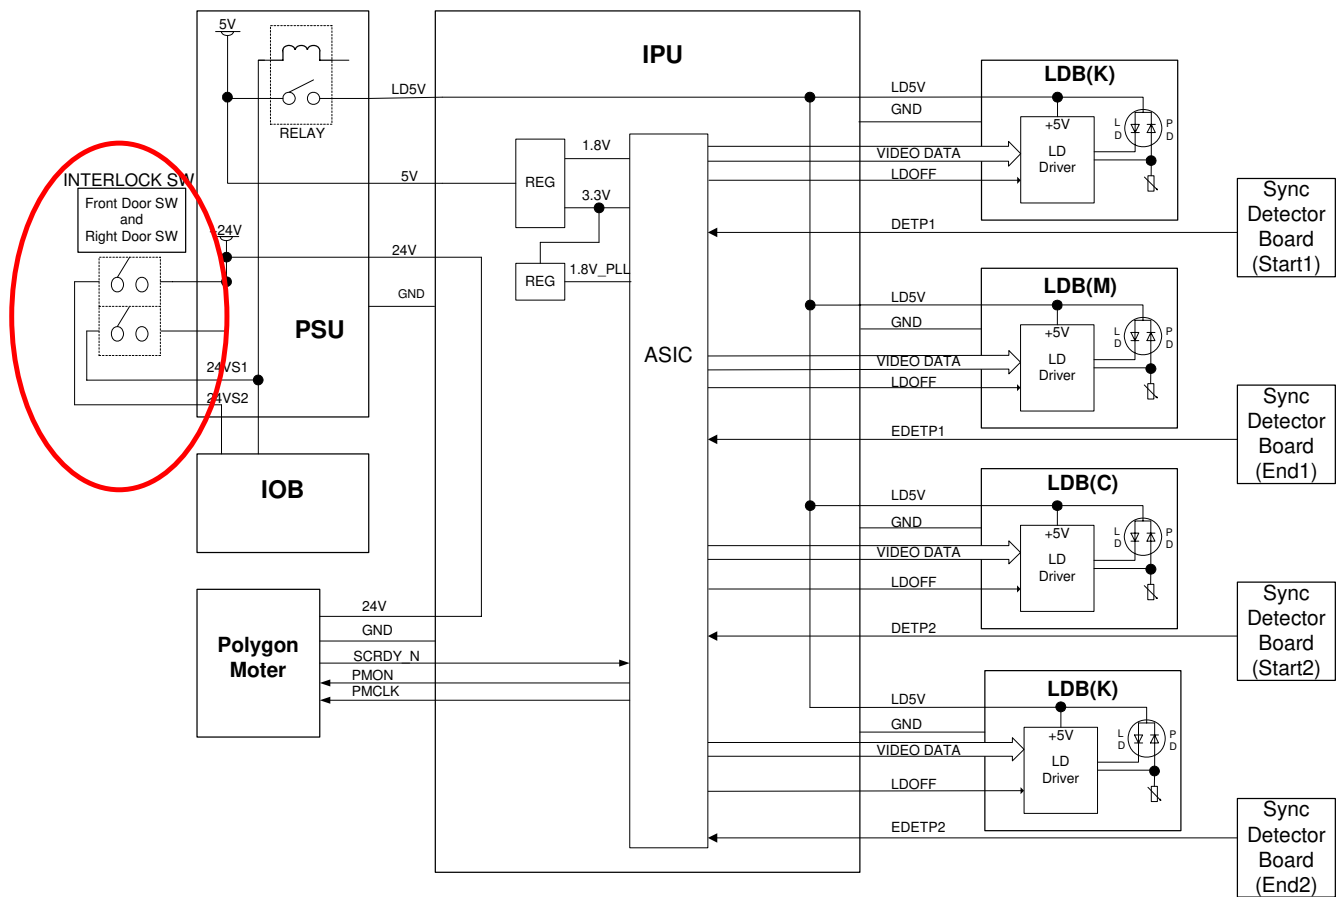 5V
IPU
LDB(K)
LD5V
LD5V
GND
+5V
LD
Driver
L
D
P
D
RELAY
1.8V
VIDEO DATA
LDOFF
INTERLOCK SW
Front Door SW
and
Right Door SW
5V
REG
3.3V
Sync
Detector
Board
(Start1)
DETP1
24V
24V
REG
1.8V_PLL
GND
PSU
ASIC
LDB(M)
LD5V
GND
+5V
LD
Driver
L
D
P
D
VIDEO DATA
LDOFF
24VS1
24VS2
Sync
Detector
Board
(End1)
EDETP1
IOB
LDB(C)
LD5V
GND
+5V
LD
Driver
L
D
P
D
VIDEO DATA
LDOFF
Sync
Detector
Board
(Start2)
DETP2
Polygon
Moter
24V
GND
SCRDY_N
PMON
PMCLK
LDB(K)
LD5V
GND
+5V
LD
Driver
L
D
P
D
VIDEO DATA
LDOFF
Sync
Detector
Board
(End2)
EDETP2